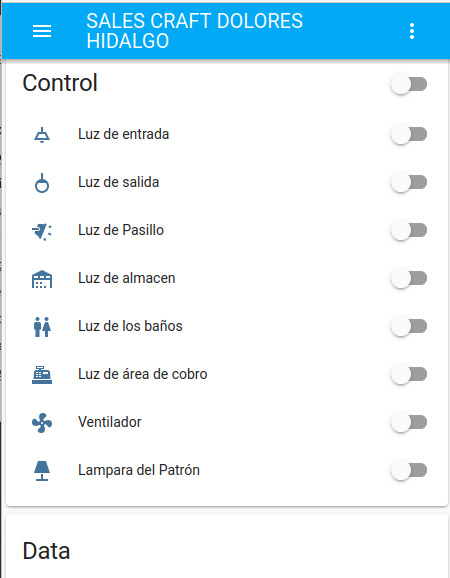 SALES CRAFT DOLORES
HIDALGO
Control
Luz de entrada
Luz de salida
Luz de Pasillo
Luz de almacen
Luz de los baños
Luz de área de cobro
Ventilador
Lampara del Patrón
Data